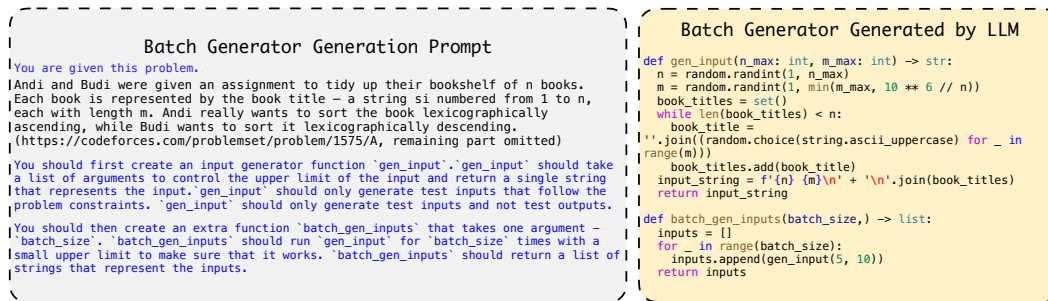 Batch Generator Generation Prompt
You are given this problem.
Andi and Budi were given an assignment to tidy up their bookshelf of n books.
Each book is represented by the book title – a string si numbered from 1 to n,
each with length m. Andi really wants to sort the book lexicographically
ascending, while Budi wants to sort it lexicographically descending.
(https://codeforces.com/problemset/problem/1575/A, remaining part omitted)
You should first create an input generator function `gen_input`.`gen_input` should take
a list of arguments to control the upper limit of the input and return a single string
that represents the input.`gen_input` should only generate test inputs that follow the
problem constraints. `gen_input` should only generate test inputs and not test outputs.
You should then create an extra function `batch_gen_inputs` that takes one argument –
`batch_size`. `batch_gen_inputs` should run `gen_input` for `batch_size` times with a
small upper limit to make sure that it works. `batch_gen_inputs` should return a list of
strings that represent the inputs.
Batch Generator Generated by LLM
def gen_input(n_max: int, m_max: int) -> str:
  n = random.randint(1, n_max)
  m = random.randint(1, min(m_max, 10 ** 6 // n))
  book_titles = set()
  while len(book_titles) < n:
    book_title =
''.join((random.choice(string.ascii_uppercase) for _ in
range(m)))
    book_titles.add(book_title)
  input_string = f'{n} {m}\n' + '\n'.join(book_titles)
  return input_string
def batch_gen_inputs(batch_size,) -> list:
  inputs = []
  for _ in range(batch_size):
    inputs.append(gen_input(5, 10))
  return inputs